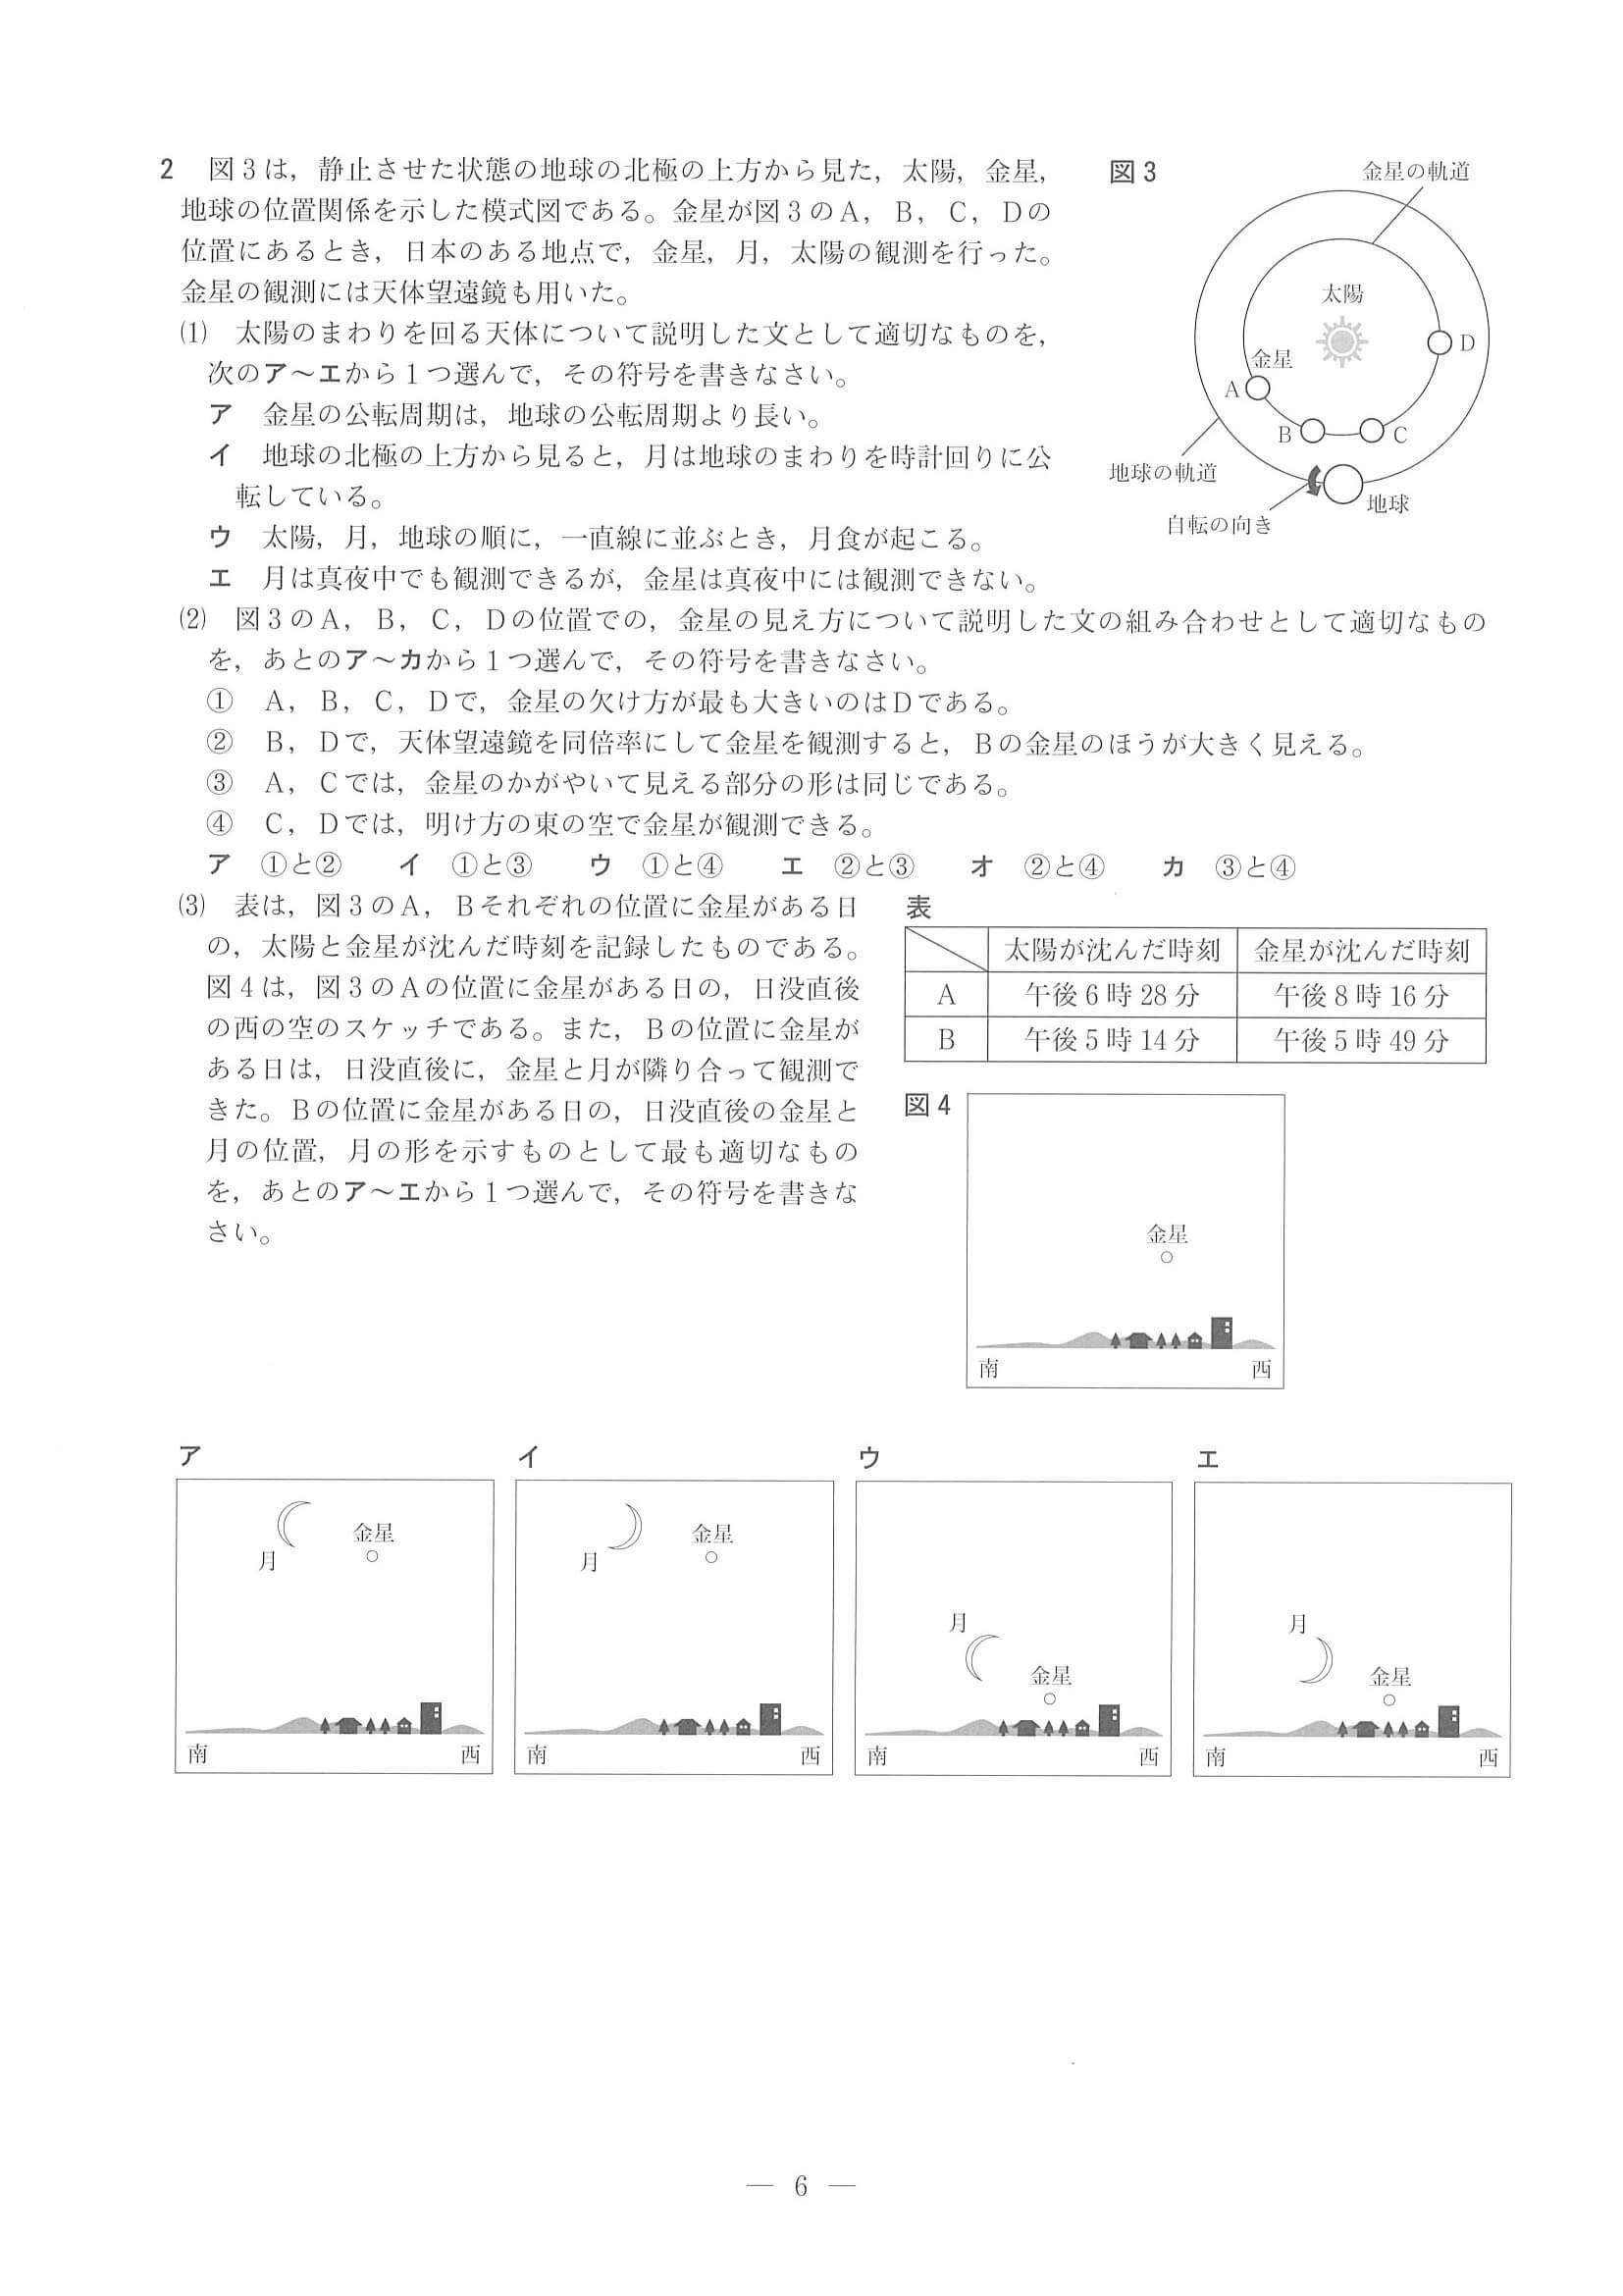 2　図3は，静止させた状態の地球の北極の上方から見た，太陽，金星，
地球の位置関係を示した模式図である。金星が図3のA，B，C，Dの
位置にあるとき，日本のある地点で，金星，月，太陽の観測を行った。
金星の観測には天体望遠鏡も用いた。
図3
金星の軌道
太陽
金星
A
B
C
D
地球の軌道
自転の向き
地球
⑴　太陽のまわりを回る天体について説明した文として適切なものを，
次のア～エから1つ選んで，その符号を書きなさい。
ア　金星の公転周期は，地球の公転周期より長い。
イ　地球の北極の上方から見ると，月は地球のまわりを時計回りに公
転している。
ウ　太陽，月，地球の順に，一直線に並ぶとき，月食が起こる。
エ　月は真夜中でも観測できるが，金星は真夜中には観測できない。
⑵　図3のA，B，C，Dの位置での，金星の見え方について説明した文の組み合わせとして適切なもの
を，あとのア～カから1つ選んで，その符号を書きなさい。
①　A，B，C，Dで，金星の欠け方が最も大きいのはDである。
②　B，Dで，天体望遠鏡を同倍率にして金星を観測すると，Bの金星のほうが大きく見える。
③　A，Cでは，金星のかがやいて見える部分の形は同じである。
④　C，Dでは，明け方の東の空で金星が観測できる。
ア　①と②　　イ　①と③　　ウ　①と④　　エ　②と③　　オ　②と④　　カ　③と④
⑶　表は，図3のA，Bそれぞれの位置に金星がある日
の，太陽と金星が沈んだ時刻を記録したものである。
図4は，図3のAの位置に金星がある日の，日没直後
の西の空のスケッチである。また，Bの位置に金星が
ある日は，日没直後に，金星と月が隣り合って観測で
きた。Bの位置に金星がある日の，日没直後の金星と
月の位置，月の形を示すものとして最も適切なもの
を，あとのア～エから1つ選んで，その符号を書きな
さい。
表
太陽が沈んだ時刻　金星が沈んだ時刻
A　午後6時28分　午後8時16分
B　午後5時14分　午後5時49分
図4
金星
南　西
ア
月
金星
南　西
イ
月
金星
南　西
ウ
月
金星
南　西
エ
月
金星
南　西
― 6 ―